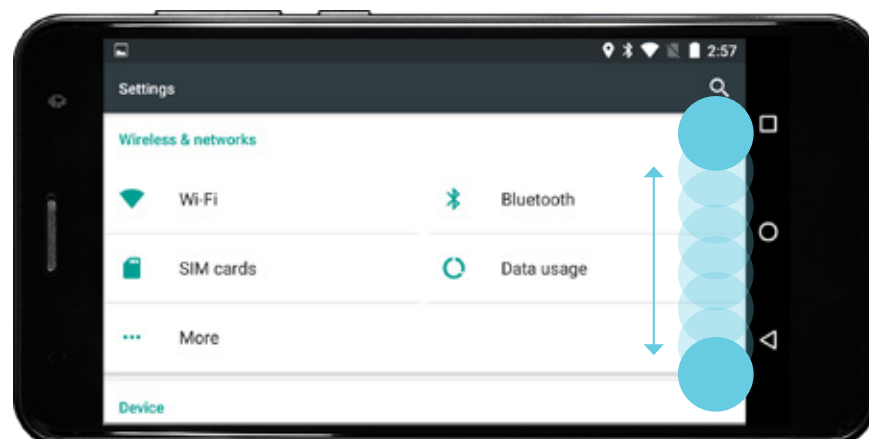 2:57
Settings
Wireless & networks
Wi-Fi Bluetooth
SIM cards Data usage
More
Device